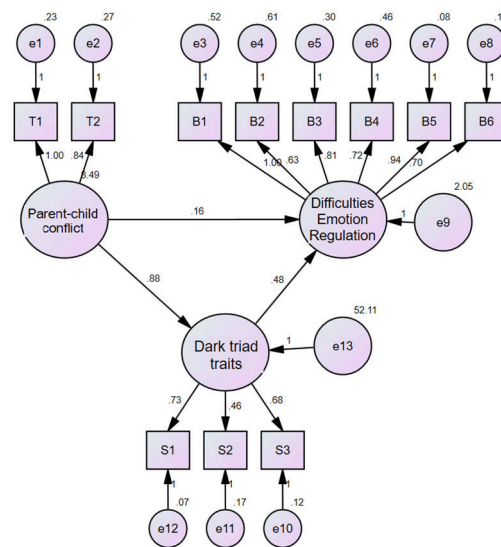 .23 .27 .52 .61 .30 .46 .08
e1 e2 e3 e4 e5 e6 e7 e8
1 1 1 1 1 1 1 1
T1 T2 B1 B2 B3 B4 B5 B6
1.00 .84 1.00 .63 .81 .72 .94 .70
Parent-child
conflict
.16
Difficulties
Emotion
Regulation
1
2.05
e9
.88
.48
52.11
Dark triad
traits
1
e13
.73 .46 .68
S1 S2 S3
1 1 1
.07 .17 .12
e12 e11 e10